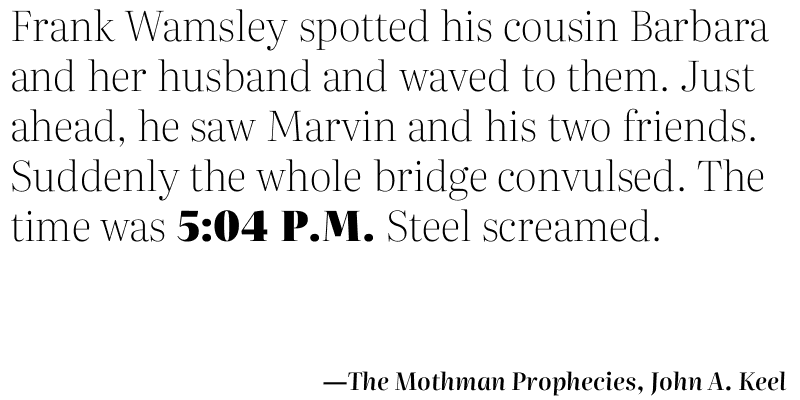 Frank Wamsley spotted his cousin Barbara
and her husband and waved to them. Just
ahead, he saw Marvin and his two friends.
Suddenly the whole bridge convulsed. The
time was 5:04 P.M. Steel screamed.
—The Mothman Prophecies, John A. Keel